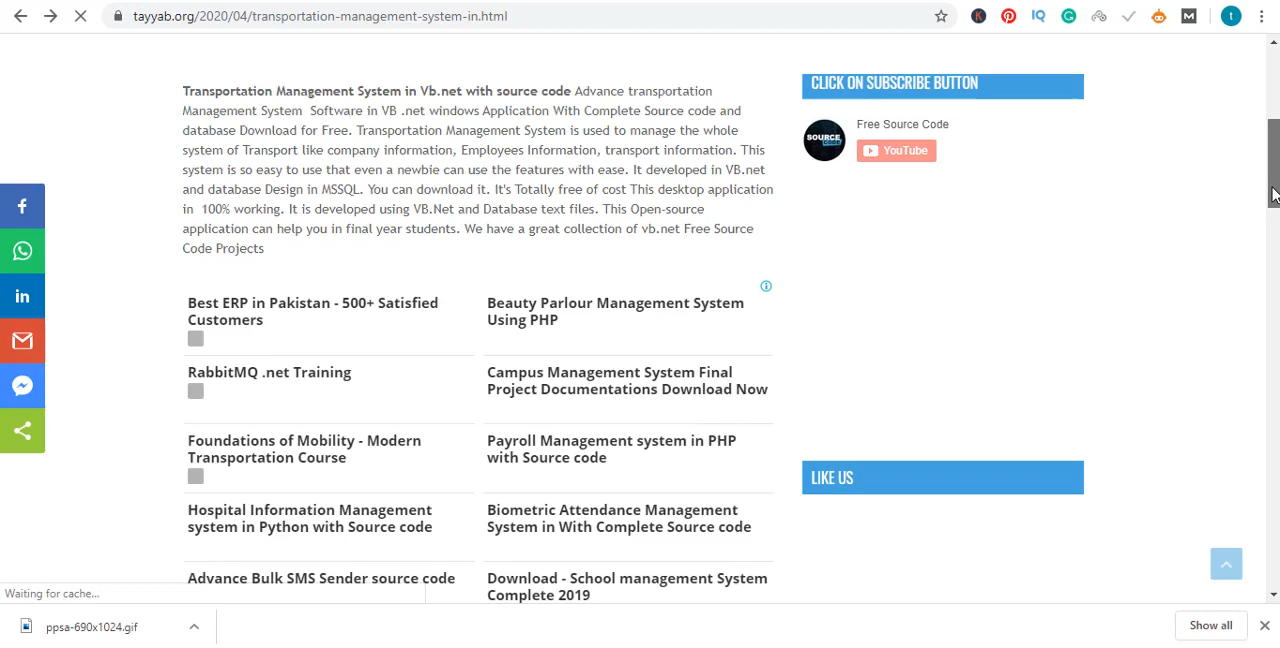 tayyab.org/2020/04/transportation-management-system-in.html
K
IQ
G
M
t
Transportation Management System in Vb.net with source code Advance transportation
Management System Software in VB .net windows Application With Complete Source code and
database Download for Free. Transportation Management System is used to manage the whole
system of Transport like company information, Employees Information, transport information. This
system is so easy to use that even a newbie can use the features with ease. It developed in VB.net
and database Design in MSSQL. You can download it. It's Totally free of cost This desktop application
in 100% working. It is developed using VB.Net and Database text files. This Open-source
application can help you in final year students. We have a great collection of vb.net Free Source
Code Projects
CLICK ON SUBSCRIBE BUTTON
SOURCE
CODE
Free Source Code
YouTube
f
in
Best ERP in Pakistan - 500+ Satisfied
Customers
Beauty Parlour Management System
Using PHP
RabbitMQ .net Training
Campus Management System Final
Project Documentations Download Now
Foundations of Mobility - Modern
Transportation Course
Payroll Management system in PHP
with Source code
Hospital Information Management
system in Python with Source code
Biometric Attendance Management
System in With Complete Source code
Advance Bulk SMS Sender source code
Download - School management System
Complete 2019
LIKE US
Waiting for cache...
ppsa-690x1024.gif
Show all